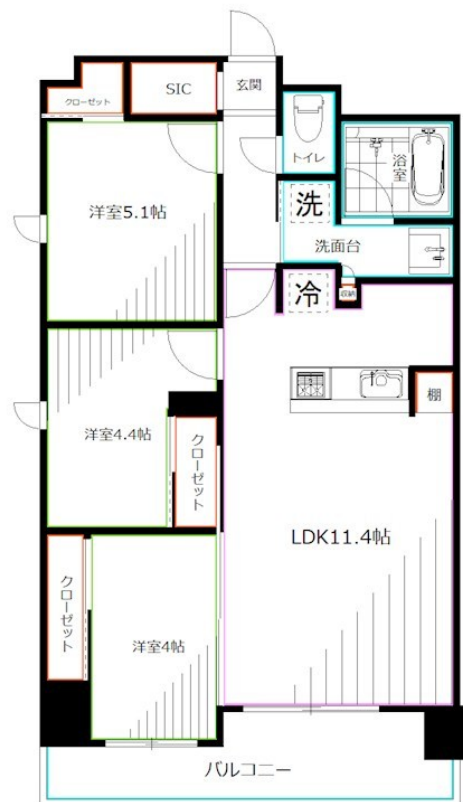 クローゼット
SIC
玄関
トイレ
浴室
洋室5.1帖
洗
洗面台
冷
収納
棚
洋室4.4帖
クローゼット
LDK11.4帖
クローゼット
洋室4帖
バルコニー